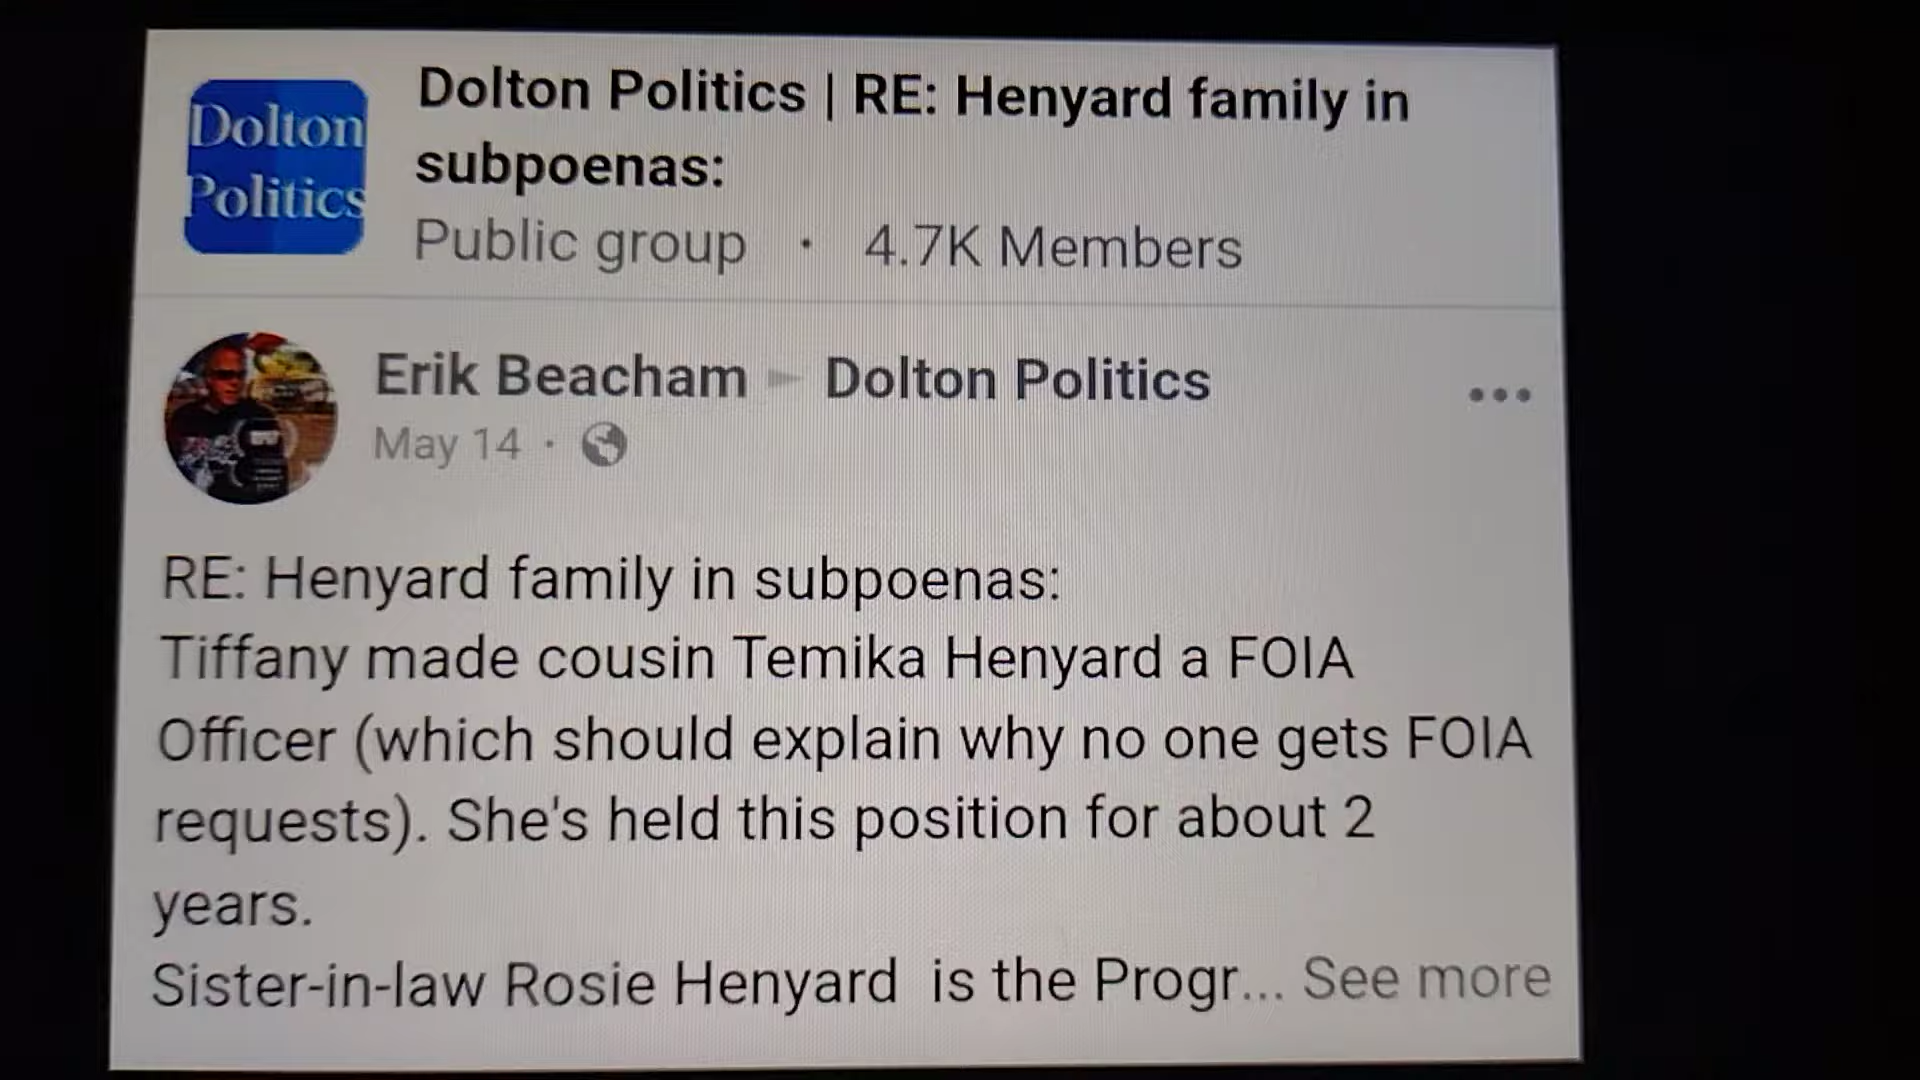 Dolton
Politics
Dolton Politics | RE: Henyard family in
subpoenas:
Public group · 4.7K Members
Erik Beacham ▸ Dolton Politics
May 14 ·
RE: Henyard family in subpoenas:
Tiffany made cousin Temika Henyard a FOIA
Officer (which should explain why no one gets FOIA
requests). She's held this position for about 2
years.
Sister-in-law Rosie Henyard is the Progr... See more